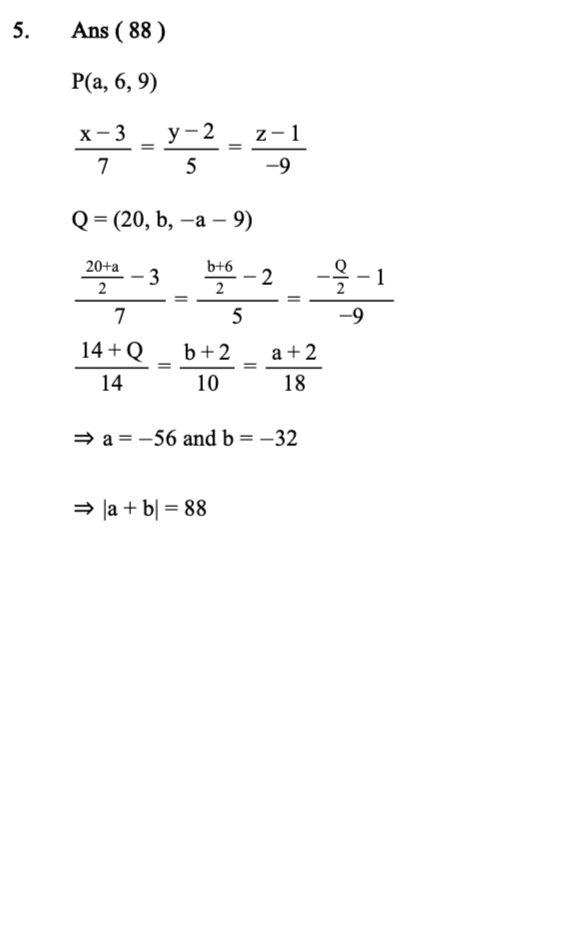 5. Ans ( 88 )
P(a, 6, 9)
(x − 3)/7 = (y − 2)/5 = (z − 1)/−9
Q = (20, b, −a − 9)
((20+a)/2 − 3)/7 = ((b+6)/2 − 2)/5 = (−Q/2 − 1)/−9
(14 + Q)/14 = (b + 2)/10 = (a + 2)/18
⇒ a = −56 and b = −32
⇒ |a + b| = 88